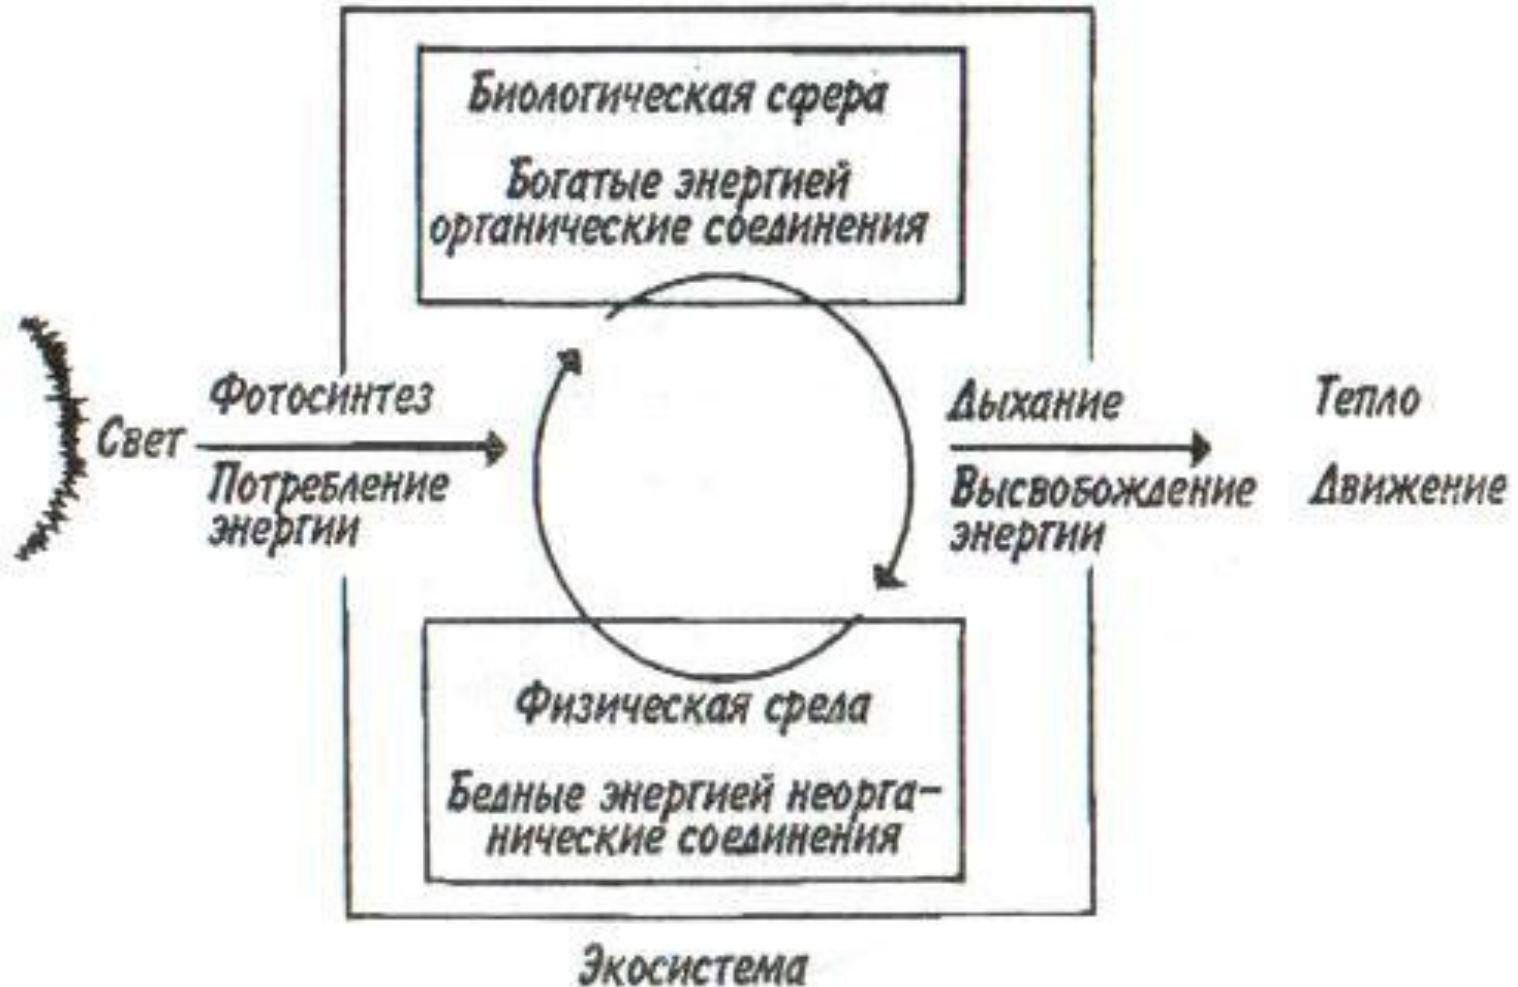 Биологическая сфера
Богатые энергией
органические соединения
Свет
Фотосинтез
Потребление
энергии
Дыхание
Высвобождение
энергии
Тепло
Движение
Физическая среда
Бедные энергией неорга-
нические соединения
Экосистема